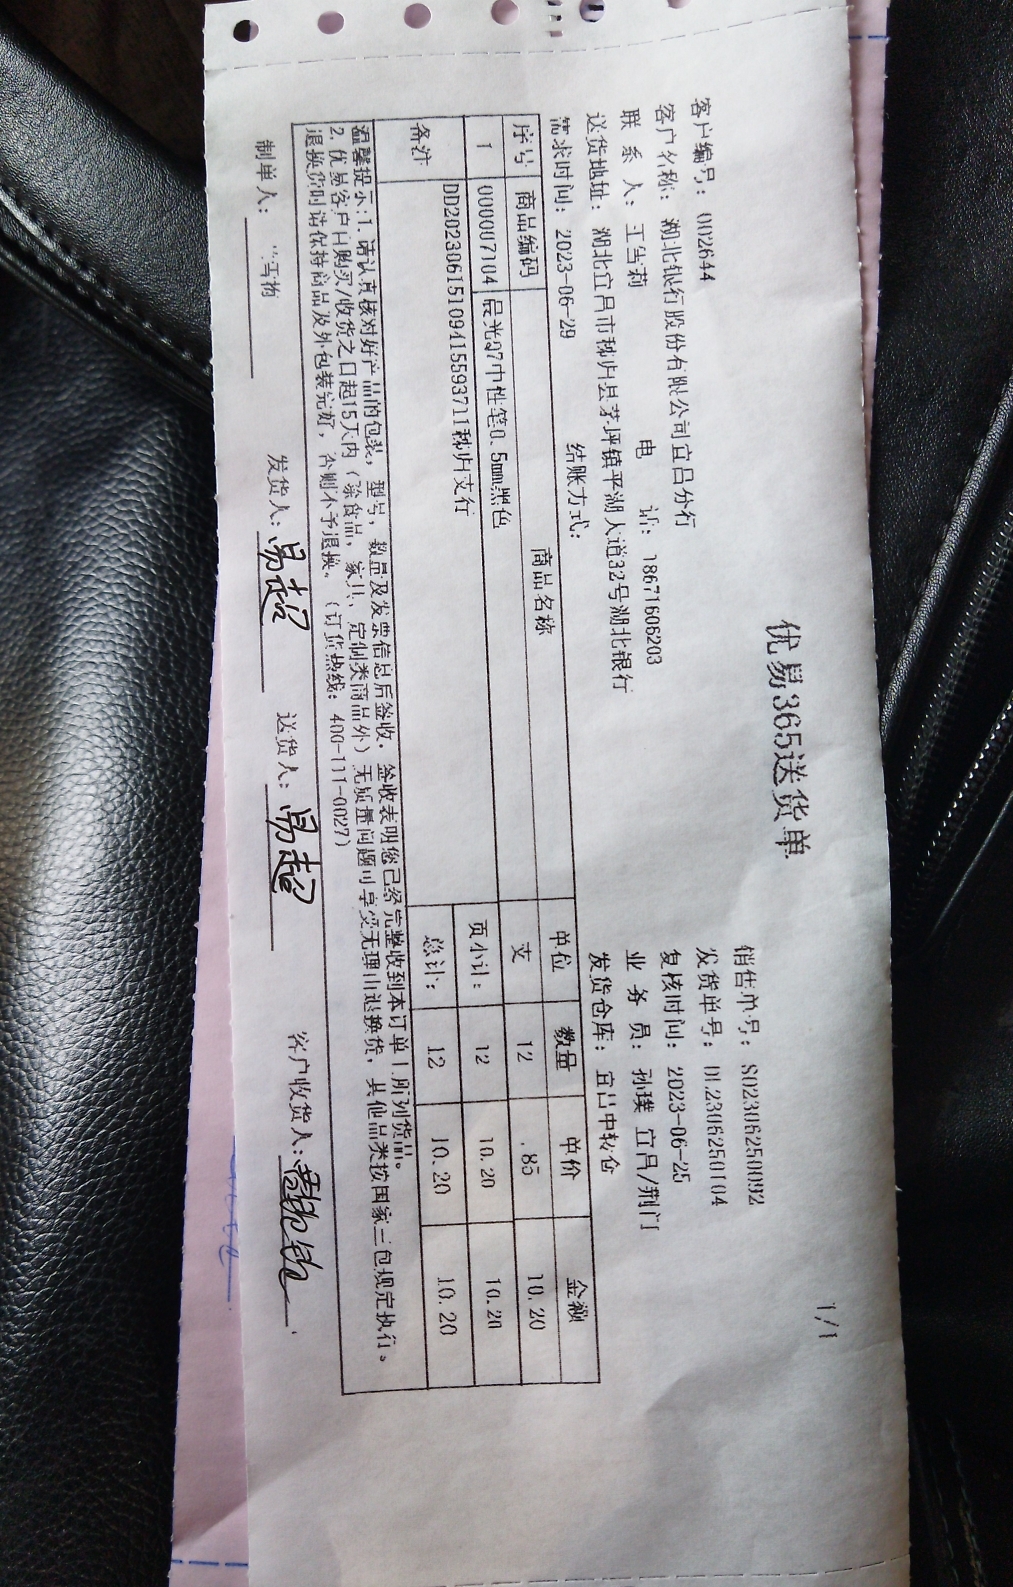 优易365送货单
1/1
客户编号：002644
销售单号：SO2306250092
客户名称：湖北银行股份有限公司宜昌分行
发货单号：DL2306250104
联 系 人：王雪莉 电 话：18671606203
复核时间：2023-06-25
送货地址：湖北宜昌市秭归县茅坪镇平湖大道32号湖北银行
业 务 员：孙璞 宜昌/荆门
需求时间：2023-06-29 结账方式：
发货仓库：宜昌中转仓
序号 商品编码 商品名称 单位 数量 单价 金额
1 000007104 晨光Q7中性笔0.5mm黑色 支 12 .85 10.20
页小计： 12 10.20 10.20
备注 DD20230615109415593711秭归支行 总计： 12 10.20 10.20
温馨提示：1.请认真核对好产品的包装，型号，数量及发票信息后签收，签收表明您已经完整收到本订单上所列货品。
2.优易客户自购买/收货之日起15天内（除食品，家具，定制类商品外）无质量问题可享受无理由退换货，其他品类按国家三包规定执行。
退换货时请保持商品及外包装完好，否则不予退换。（订货热线：400-111-0027）
制单人： 发货人：易超 送货人：易超 客户收货人：